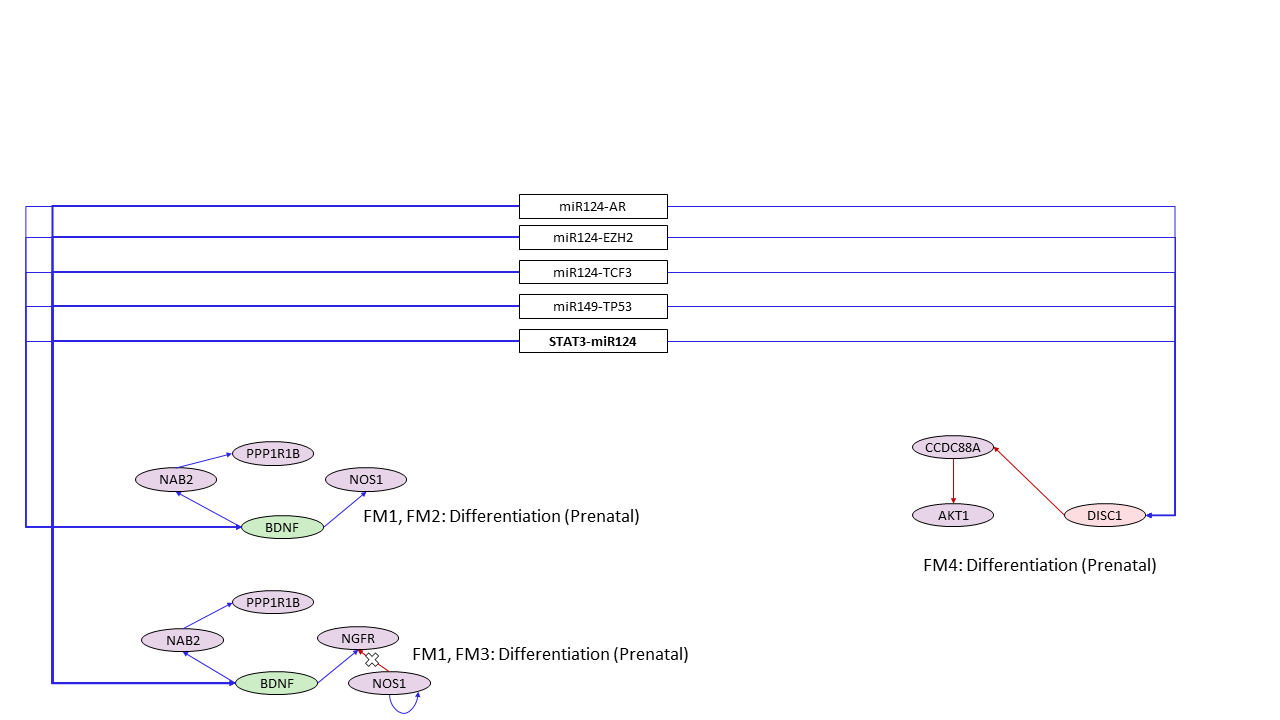 miR124-AR
miR124-EZH2
miR124-TCF3
miR149-TP53
STAT3-miR124
PPP1R1B
NAB2
NOS1
BDNF
FM1, FM2: Differentiation (Prenatal)
CCDC88A
AKT1
DISC1
FM4: Differentiation (Prenatal)
PPP1R1B
NAB2
NGFR
FM1, FM3: Differentiation (Prenatal)
BDNF
NOS1